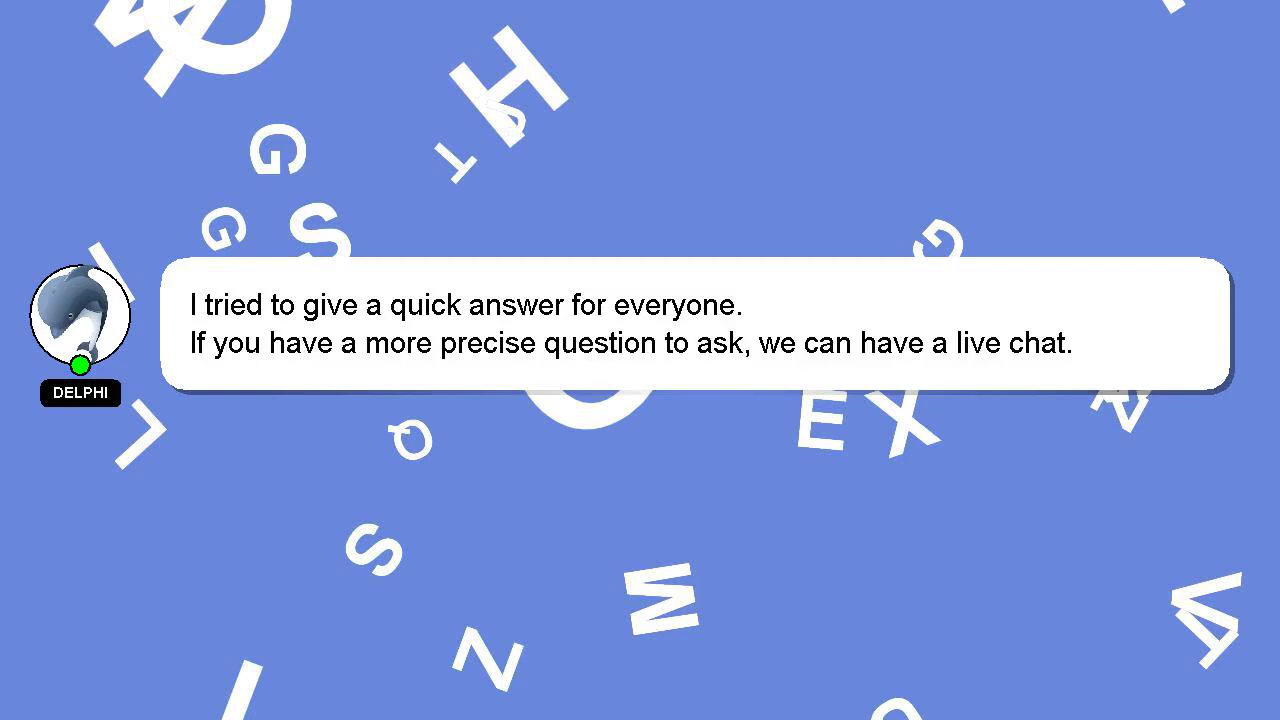 I tried to give a quick answer for everyone.
If you have a more precise question to ask, we can have a live chat.
DELPHI
H
T
G
G
S
G
L
Q
E X
S
M
Z
V